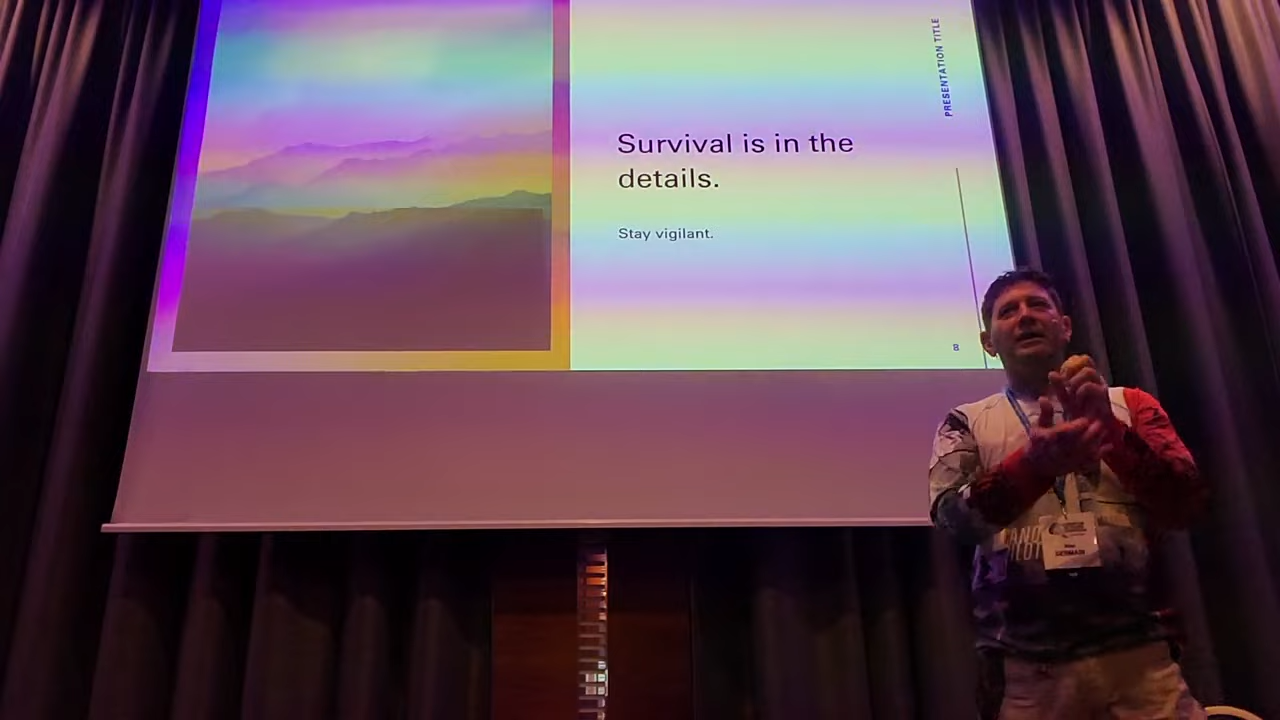 PRESENTATION TITLE
Survival is in the
details.
Stay vigilant.
8